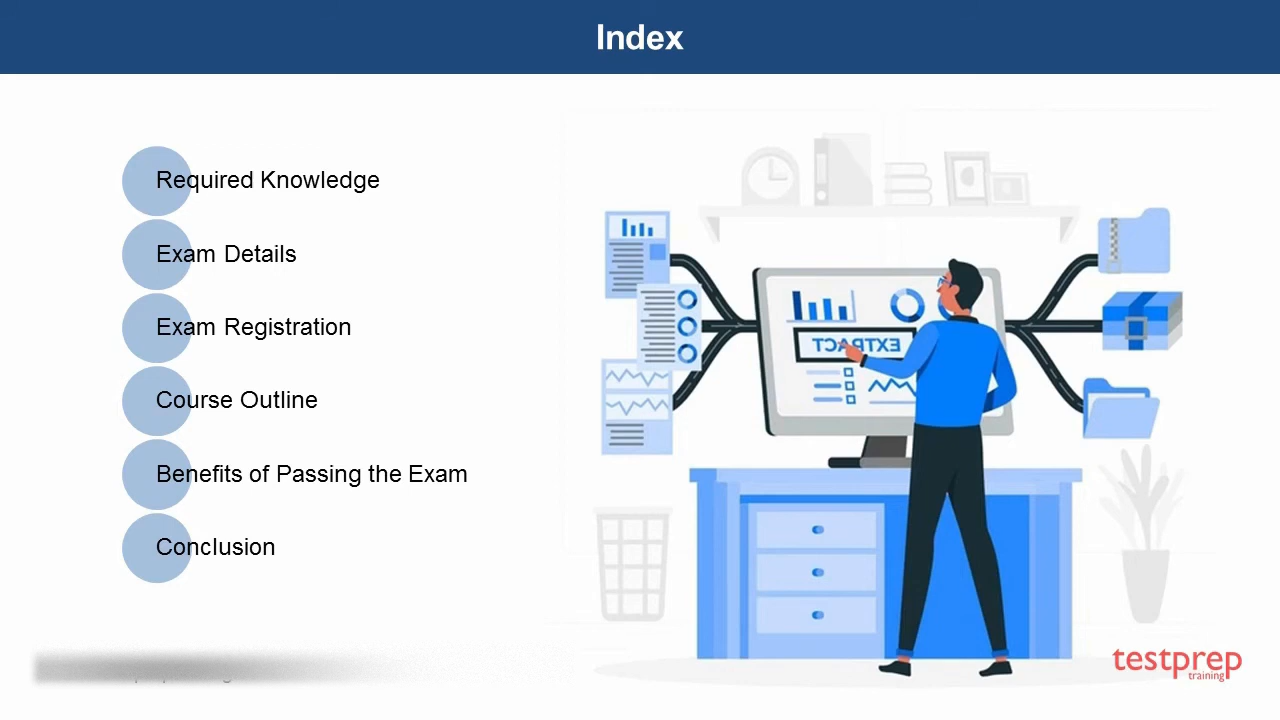 Index
Required Knowledge
Exam Details
Exam Registration
Course Outline
Benefits of Passing the Exam
Conclusion
EXTRACT
testprep
training